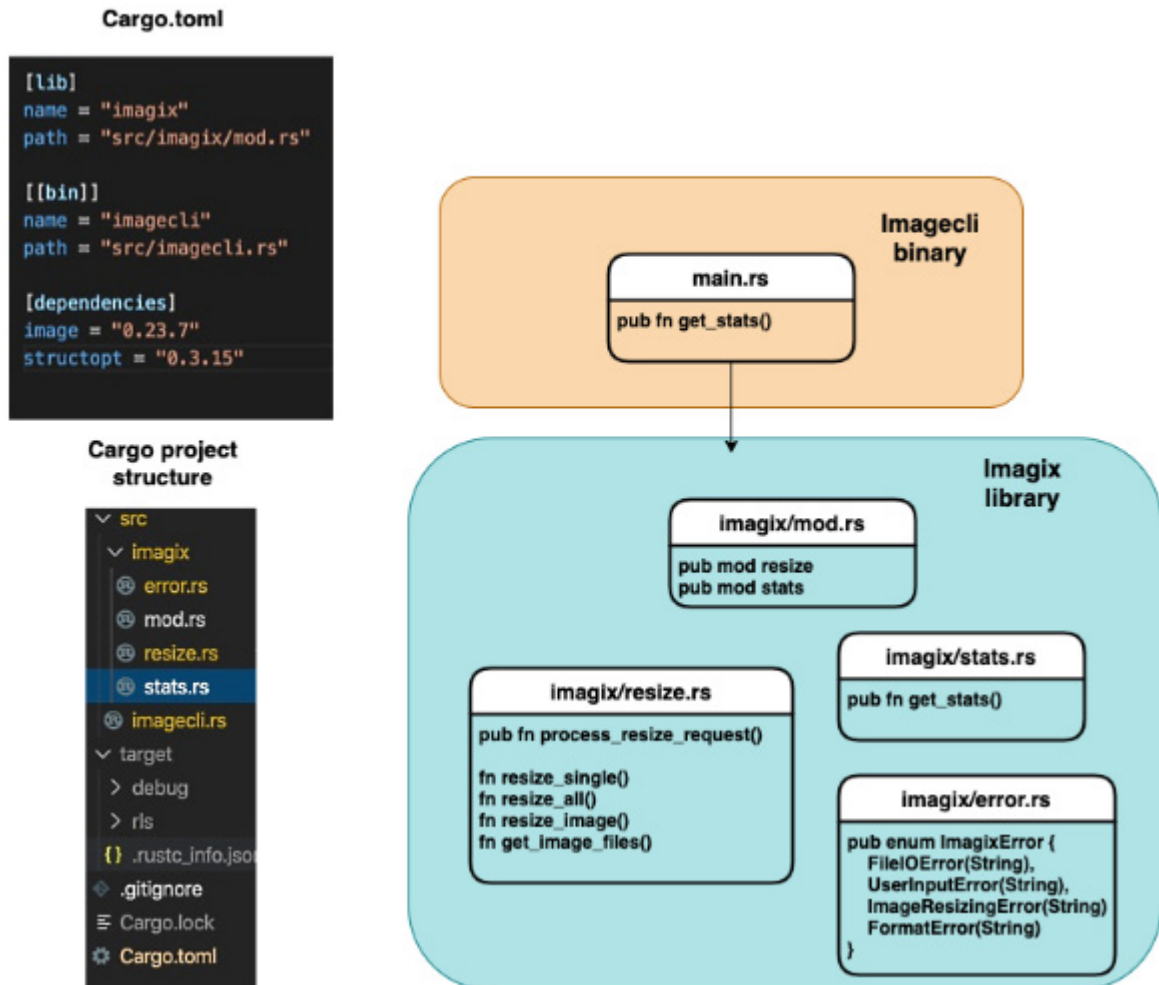 Cargo.toml
[lib]
name = "imagix"
path = "src/imagix/mod.rs"
[[bin]]
name = "imagecli"
path = "src/imagecli.rs"
[dependencies]
image = "0.23.7"
structopt = "0.3.15"
Cargo project
structure
src
imagix
error.rs
mod.rs
resize.rs
stats.rs
imagecli.rs
target
debug
rls
{} .rustc_info.json
.gitignore
Cargo.lock
Cargo.toml
Imagecli
binary
main.rs
pub fn get_stats()
Imagix
library
imagix/mod.rs
pub mod resize
pub mod stats
imagix/stats.rs
pub fn get_stats()
imagix/resize.rs
pub fn process_resize_request()
fn resize_single()
fn resize_all()
fn resize_image()
fn get_image_files()
imagix/error.rs
pub enum ImagixError {
FileIOError(String),
UserInputError(String),
ImageResizingError(String)
FormatError(String)
}